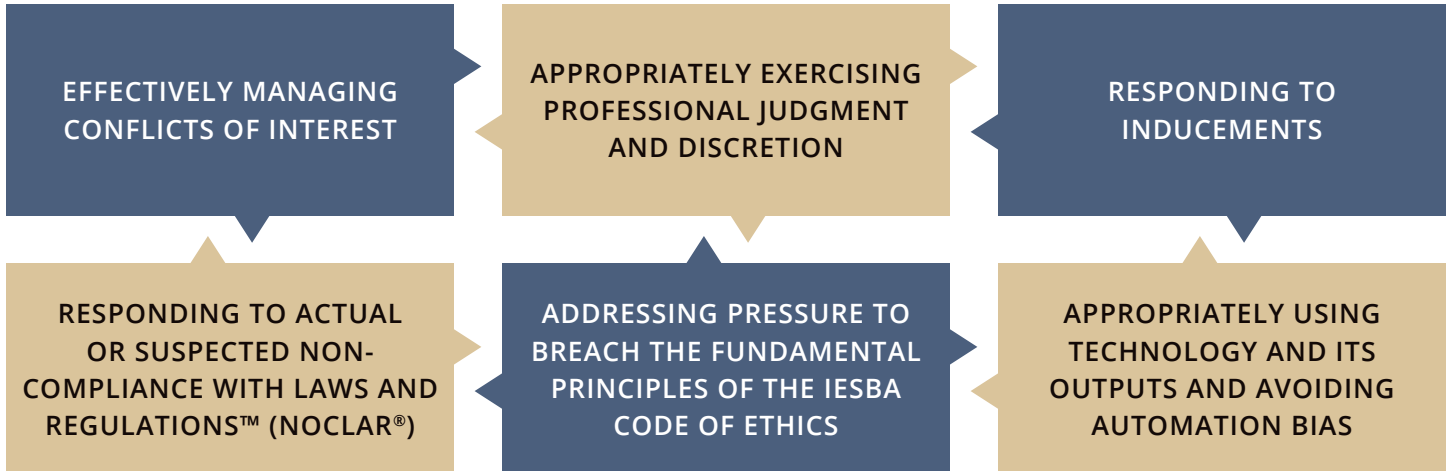 EFFECTIVELY MANAGING
CONFLICTS OF INTEREST
APPROPRIATELY EXERCISING
PROFESSIONAL JUDGMENT
AND DISCRETION
RESPONDING TO
INDUCEMENTS
RESPONDING TO ACTUAL
OR SUSPECTED NON-
COMPLIANCE WITH LAWS AND
REGULATIONS™ (NOCLAR®)
ADDRESSING PRESSURE TO
BREACH THE FUNDAMENTAL
PRINCIPLES OF THE IESBA
CODE OF ETHICS
APPROPRIATELY USING
TECHNOLOGY AND ITS
OUTPUTS AND AVOIDING
AUTOMATION BIAS